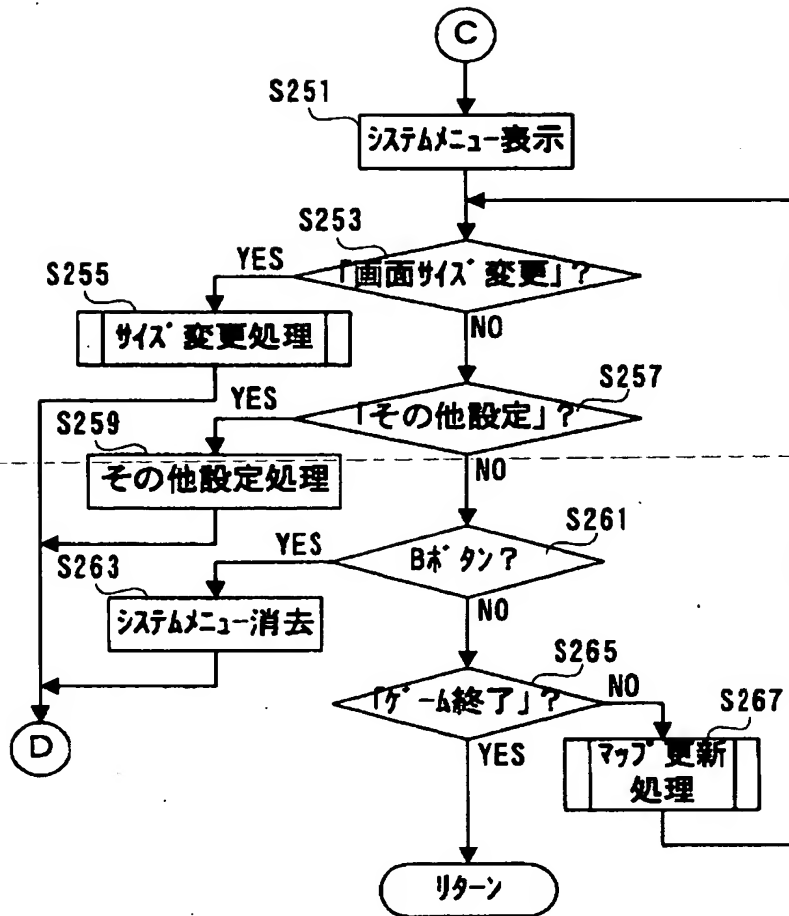 C
S251
システムメニュー表示
S253
YES
「画面サイズ変更」?
S255
サイズ変更処理
NO
S257
YES
「その他設定」?
S259
その他設定処理
NO
S261
YES
Bボタン?
S263
システムメニュー消去
NO
S265
「ゲーム終了」?
NO
S267
D
YES
マップ更新
処理
リターン